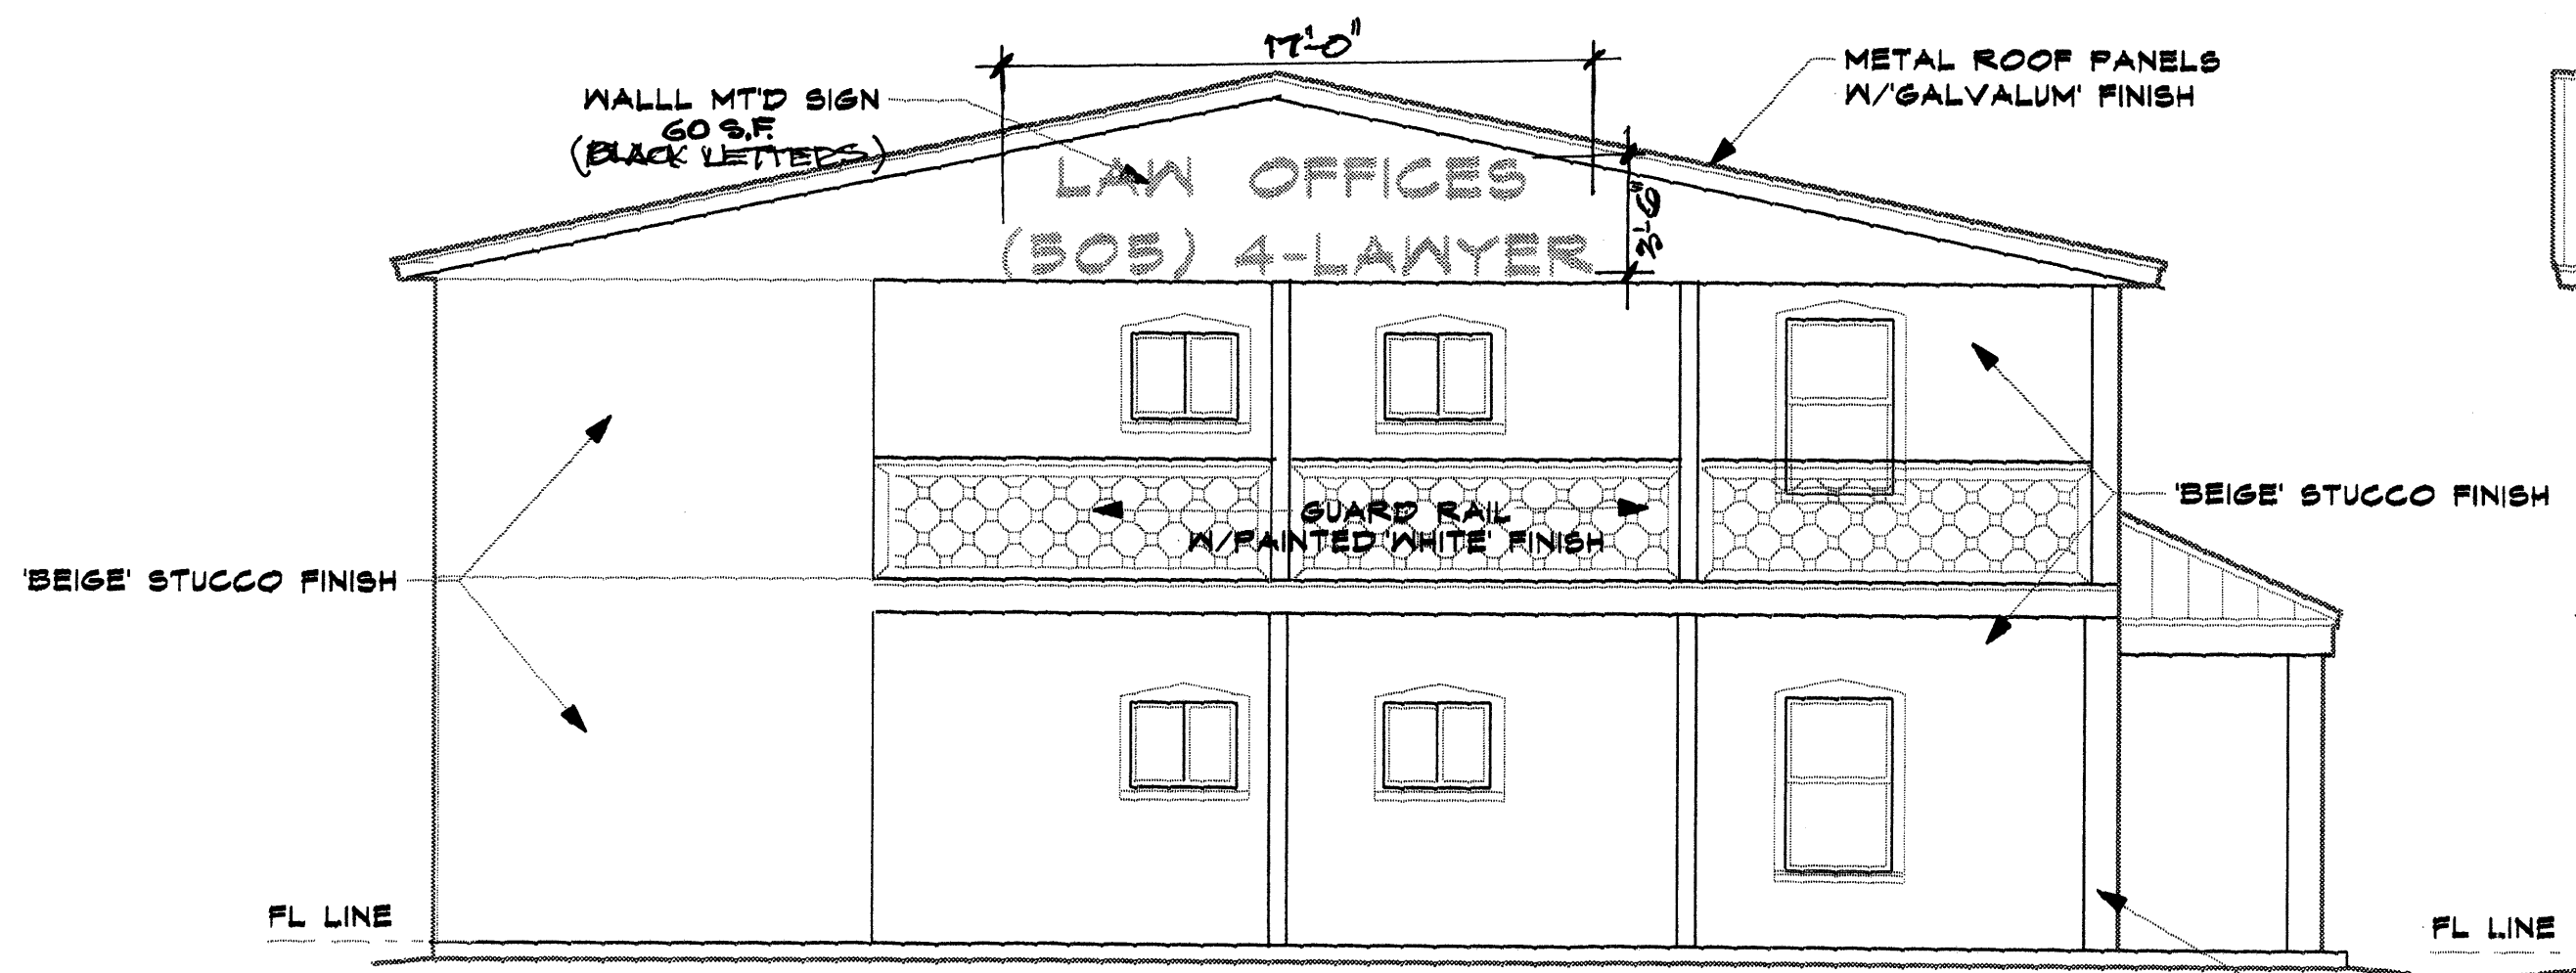 17'-0"
WALLL MT'D SIGN
60 S.F.
(BLACK LETTERS)
METAL ROOF PANELS
W/'GALVALUM' FINISH
LAW OFFICES
(505) 4-LAWYER
3'-6"
GUARD RAIL
W/PAINTED 'WHITE' FINISH
'BEIGE' STUCCO FINISH
'BEIGE' STUCCO FINISH
FL LINE
FL LINE